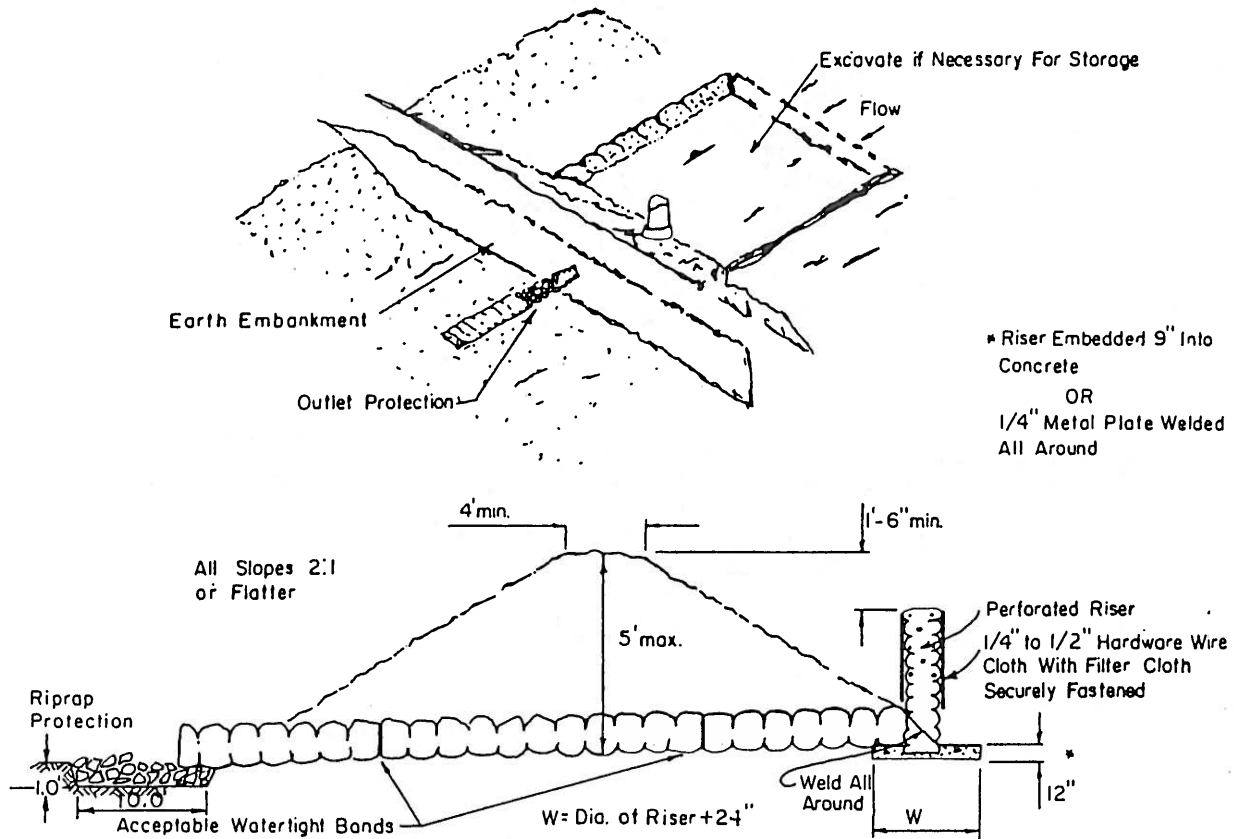 Excavate if Necessary For Storage
Flow
Earth Embankment
Outlet Protection
* Riser Embedded 9" Into
Concrete
OR
1/4" Metal Plate Welded
All Around
4' min.
1'-6" min.
All Slopes 2:1
or Flatter
5' max.
Perforated Riser
1/4" to 1/2" Hardware Wire
Cloth With Filter Cloth
Securely Fastened
Riprap
Protection
1.0'
10.0'
Acceptable Watertight Bands
W = Dia. of Riser + 24"
Weld All
Around
W
12"
*